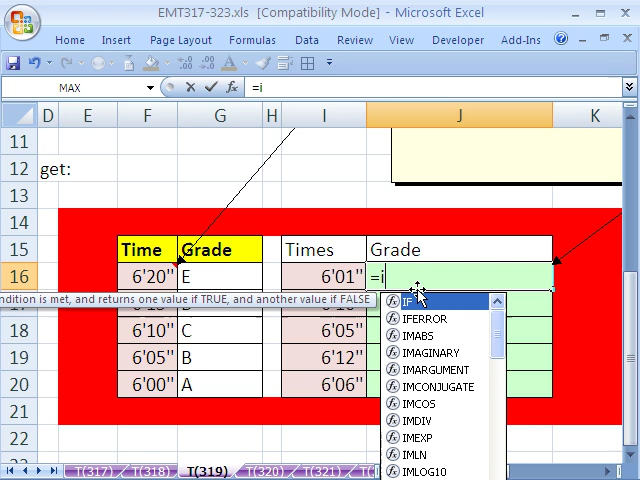 EMT317-323.xls [Compatibility Mode] - Microsoft Excel
Home Insert Page Layout Formulas Data Review View Developer Add-Ins
MAX =i
D E F G H I J K
11
12 get:
13
14
15 Time Grade Times Grade
16 6'20" E 6'01" =i
ndition is met, and returns one value if TRUE, and another value if FALSE
IF
IFERROR
18 6'10" C 6'05"
IMABS
IMAGINARY
19 6'05" B 6'12"
IMARGUMENT
20 6'00" A 6'06"
IMCONJUGATE
21
IMCOS
IMDIV
22
IMEXP
23
IMLN
IMLOG10
T(317) T(318) T(319) T(320) T(321)